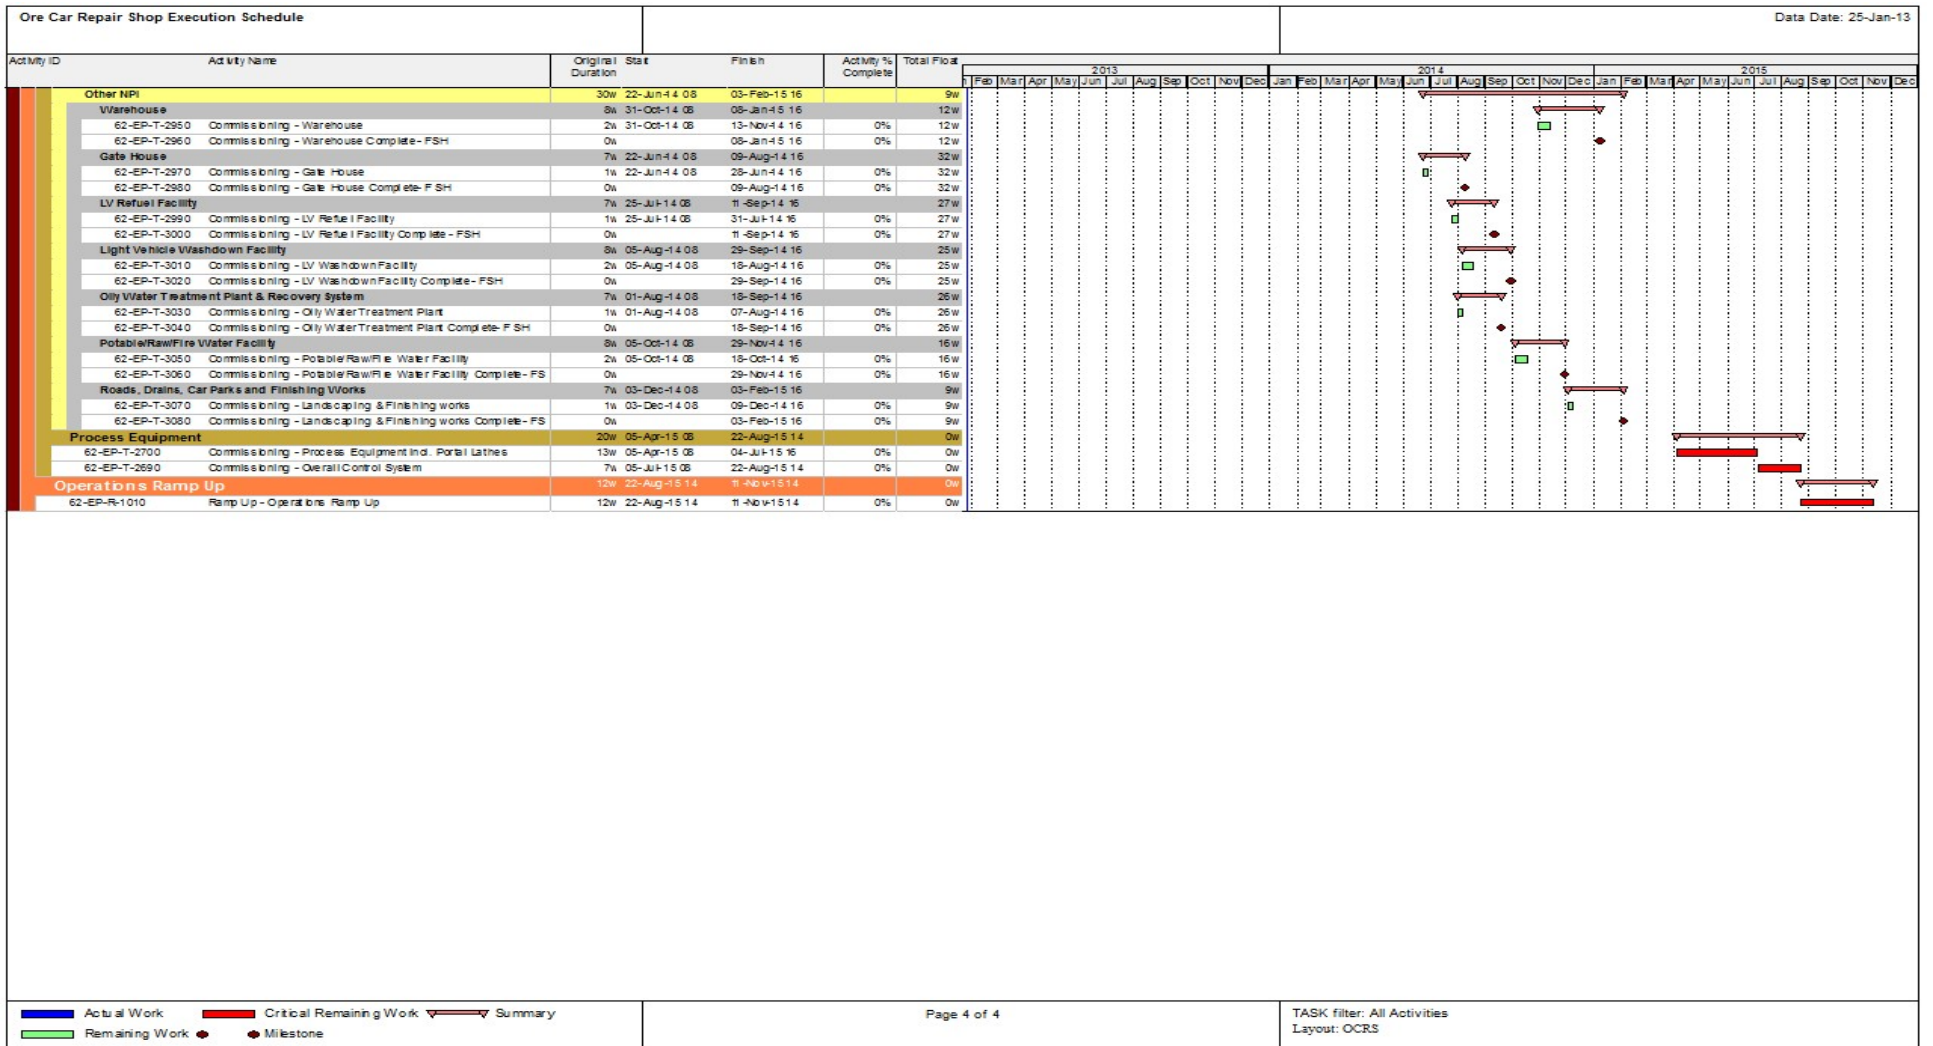 Ore Car Repair Shop Execution Schedule
Data Date: 25-Jan-13
Activity ID Activity Name Original Duration Start Finish Activity % Complete Total Float
2013 2014 2015
Feb Mar Apr May Jun Jul Aug Sep Oct Nov Dec Jan Feb Mar Apr May Jun Jul Aug Sep Oct Nov Dec Jan Feb Mar Apr May Jun Jul Aug Sep Oct Nov Dec
Other NPI 30w 22-Jun-14 08 03-Feb-15 16 9w
Warehouse 8w 31-Oct-14 08 08-Jan-15 16 12w
62-EP-T-2950 Commissioning - Warehouse 2w 31-Oct-14 08 13-Nov-14 16 0% 12w
62-EP-T-2960 Commissioning - Warehouse Complete- FSH 0w 08-Jan-15 16 0% 12w
Gate House 7w 22-Jun-14 08 09-Aug-14 16 32w
62-EP-T-2970 Commissioning - Gate House 1w 22-Jun-14 08 28-Jun-14 16 0% 32w
62-EP-T-2980 Commissioning - Gate House Complete- FSH 0w 09-Aug-14 16 0% 32w
LV Refuel Facility 7w 25-Jul-14 08 11-Sep-14 16 27w
62-EP-T-2990 Commissioning - LV Refuel Facility 1w 25-Jul-14 08 31-Jul-14 16 0% 27w
62-EP-T-3000 Commissioning - LV Refuel Facility Complete - FSH 0w 11-Sep-14 16 0% 27w
Light Vehicle Washdown Facility 8w 05-Aug-14 08 29-Sep-14 16 25w
62-EP-T-3010 Commissioning - LV Washdown Facility 2w 05-Aug-14 08 18-Aug-14 16 0% 25w
62-EP-T-3020 Commissioning - LV Washdown Facility Complete- FSH 0w 29-Sep-14 16 0% 25w
Oily Water Treatment Plant & Recovery System 7w 01-Aug-14 08 18-Sep-14 16 26w
62-EP-T-3030 Commissioning - Oily Water Treatment Plant 1w 01-Aug-14 08 07-Aug-14 16 0% 26w
62-EP-T-3040 Commissioning - Oily Water Treatment Plant Complete- FSH 0w 18-Sep-14 16 0% 26w
Potable/Raw/Fire Water Facility 8w 05-Oct-14 08 29-Nov-14 16 16w
62-EP-T-3050 Commissioning - Potable/Raw/Fire Water Facility 2w 05-Oct-14 08 18-Oct-14 16 0% 16w
62-EP-T-3060 Commissioning - Potable/Raw/Fire Water Facility Complete- FS 0w 29-Nov-14 16 0% 16w
Roads, Drains, Car Parks and Finishing Works 7w 03-Dec-14 08 03-Feb-15 16 9w
62-EP-T-3070 Commissioning - Landscaping & Finishing works 1w 03-Dec-14 08 09-Dec-14 16 0% 9w
62-EP-T-3080 Commissioning - Landscaping & Finishing works Complete- FS 0w 03-Feb-15 16 0% 9w
Process Equipment 20w 05-Apr-15 08 22-Aug-15 14 0w
62-EP-T-2700 Commissioning - Process Equipment incl. Portal Lathes 13w 05-Apr-15 08 04-Jul-15 16 0% 0w
62-EP-T-2690 Commissioning - Overall Control System 7w 05-Jul-15 08 22-Aug-15 14 0% 0w
Operations Ramp Up 12w 22-Aug-15 14 11-Nov-15 14 0w
62-EP-R-1010 Ramp Up - Operations Ramp Up 12w 22-Aug-15 14 11-Nov-15 14 0% 0w
Actual Work Critical Remaining Work Summary
Remaining Work Milestone
Page 4 of 4
TASK filter: All Activities
Layout: OCRS